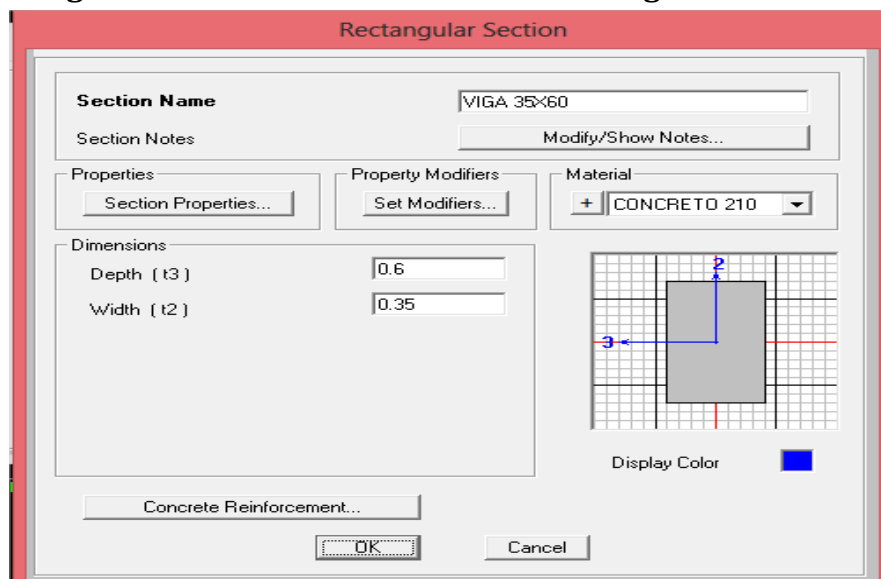 Rectangular Section
Section Name VIGA 35X60
Section Notes Modify/Show Notes...
Properties Property Modifiers Material
Section Properties... Set Modifiers... + CONCRETO 210
Dimensions
Depth ( t3 ) 0.6
Width ( t2 ) 0.35
2
3
Display Color
Concrete Reinforcement...
OK Cancel